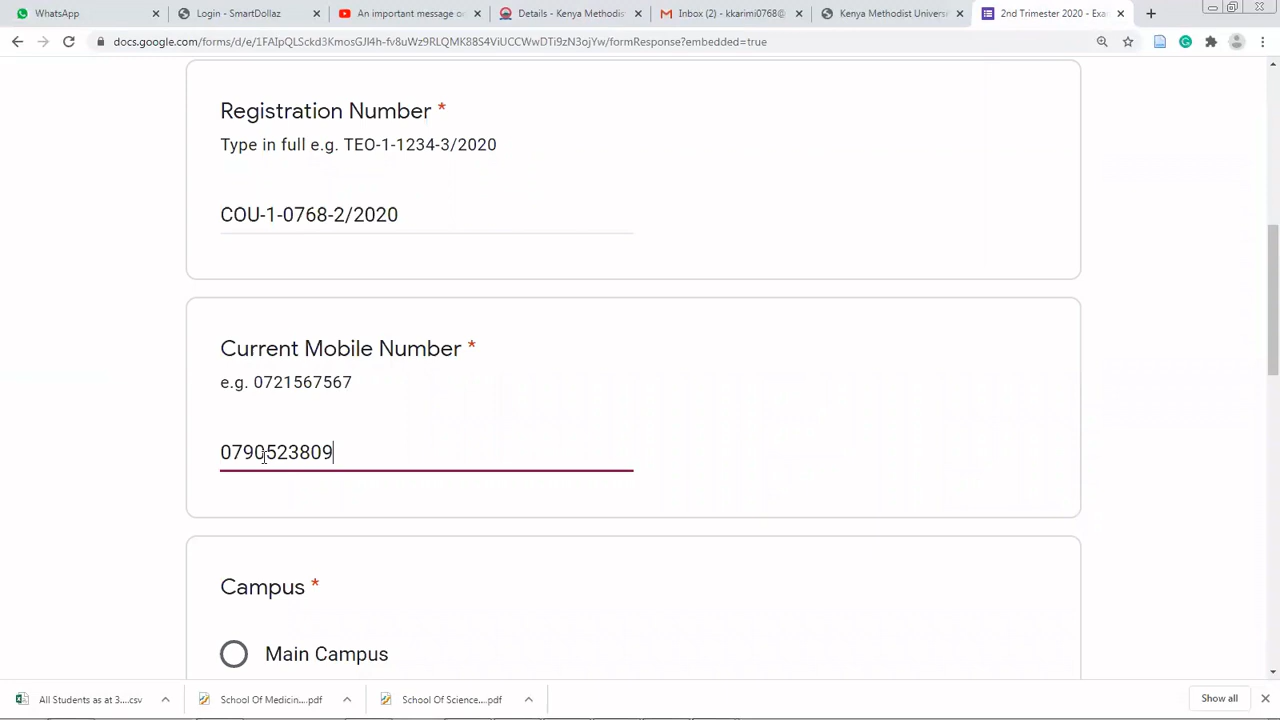 WhatsApp
Login - SmartDollaz
An important message o
Details - Kenya Methodis
Inbox (2) - kkarimi0768@
Kenya Methodist Universi
2nd Trimester 2020 - Exa
docs.google.com/forms/d/e/1FAIpQLSckd3KmosGJl4h-fv8uWz9RLQMK88S4ViUCCWwDTi9zN3ojYw/formResponse?embedded=true
Registration Number *
Type in full e.g. TEO-1-1234-3/2020
COU-1-0768-2/2020
Current Mobile Number *
e.g. 0721567567
0790523809
Campus *
Main Campus
All Students as at 3....csv
School Of Medicin....pdf
School Of Science....pdf
Show all